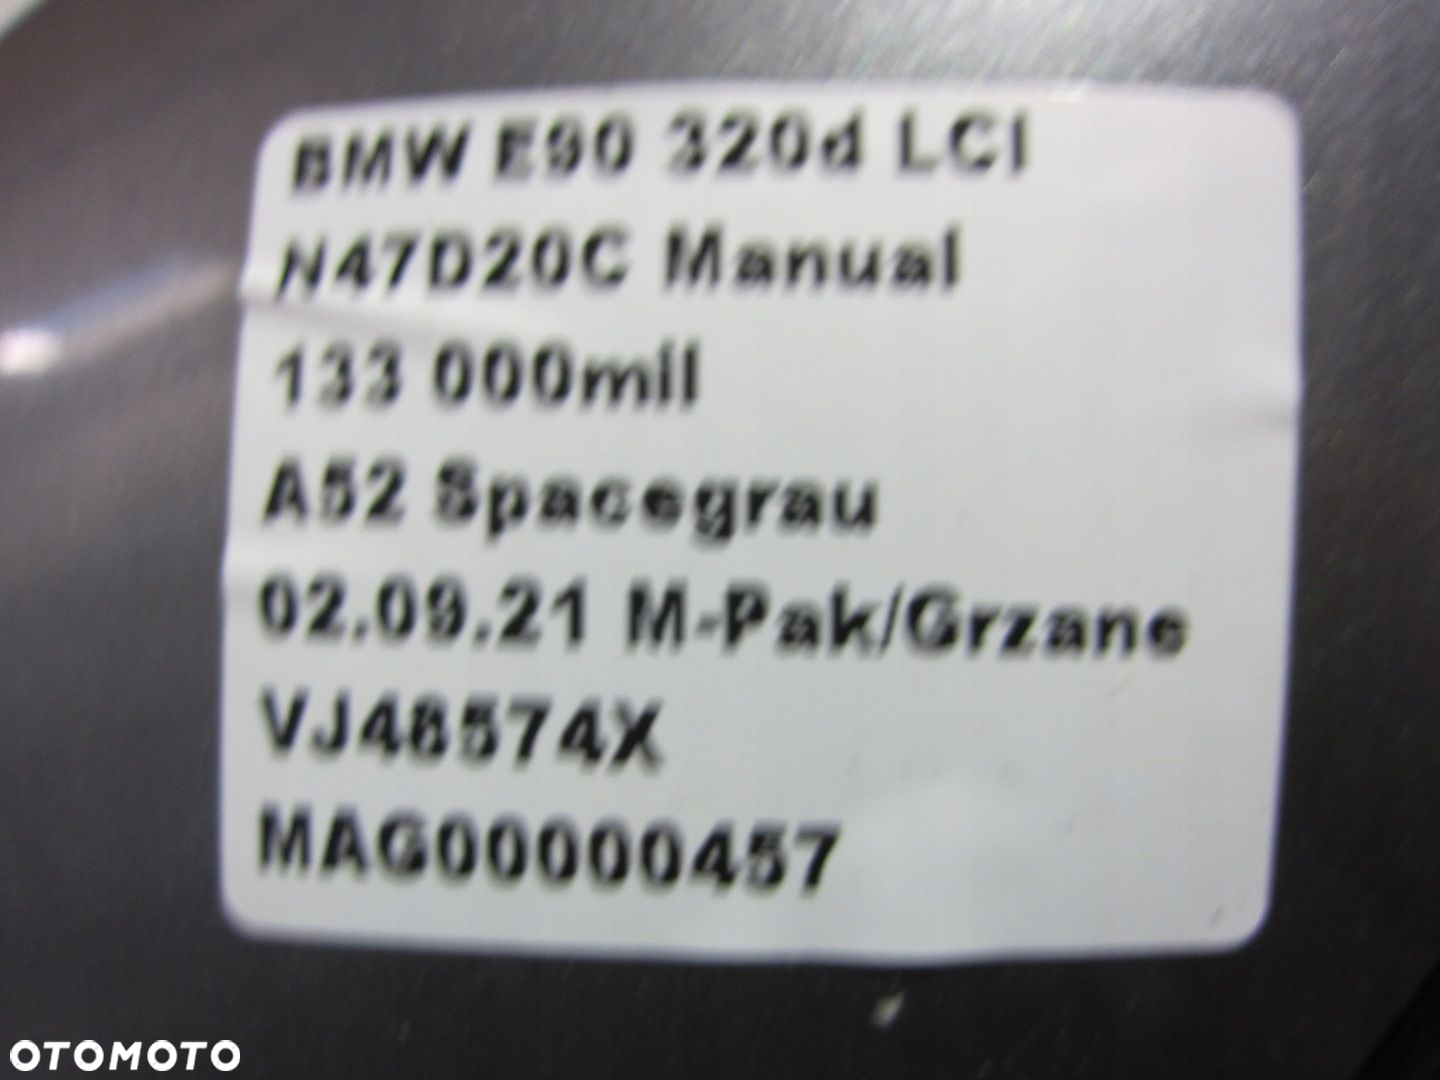 BMW E90 320d LCI
N47D20C Manual
133 000mil
A52 Spacegrau
02.09.21 M-Pak/Grzane
VJ48574X
MAG00000457
OTOMOTO